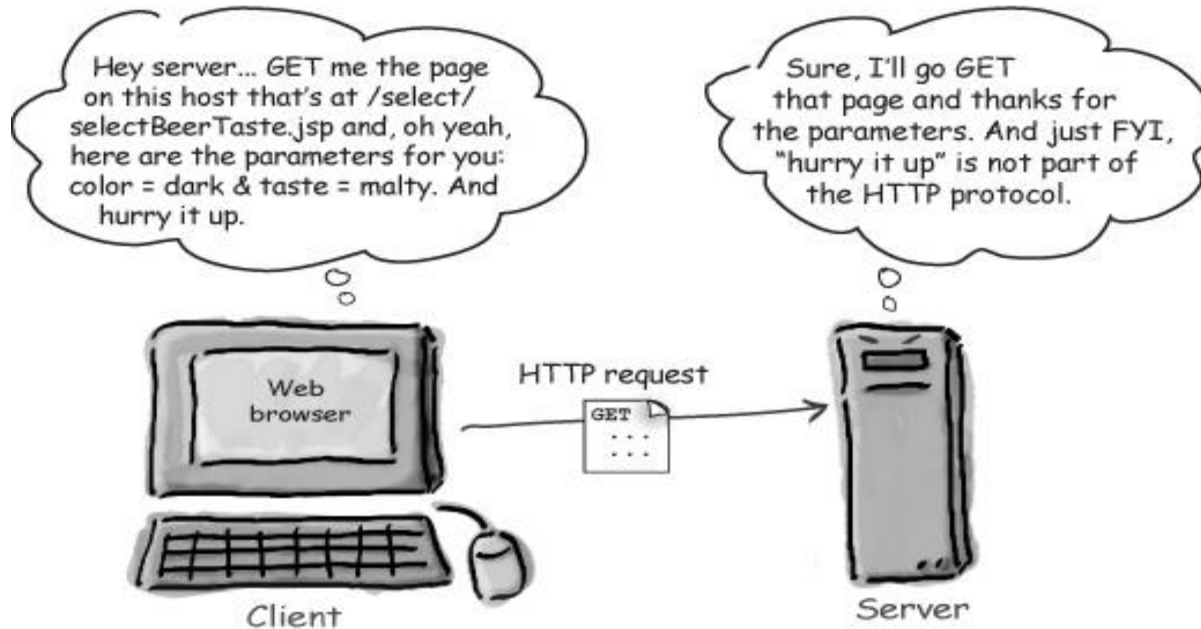 Hey server... GET me the page
on this host that's at /select/
selectBeerTaste.jsp and, oh yeah,
here are the parameters for you:
color = dark & taste = malty. And
hurry it up.
Sure, I'll go GET
that page and thanks for
the parameters. And just FYI,
“hurry it up” is not part of
the HTTP protocol.
Web
browser
HTTP request
GET
Client
Server